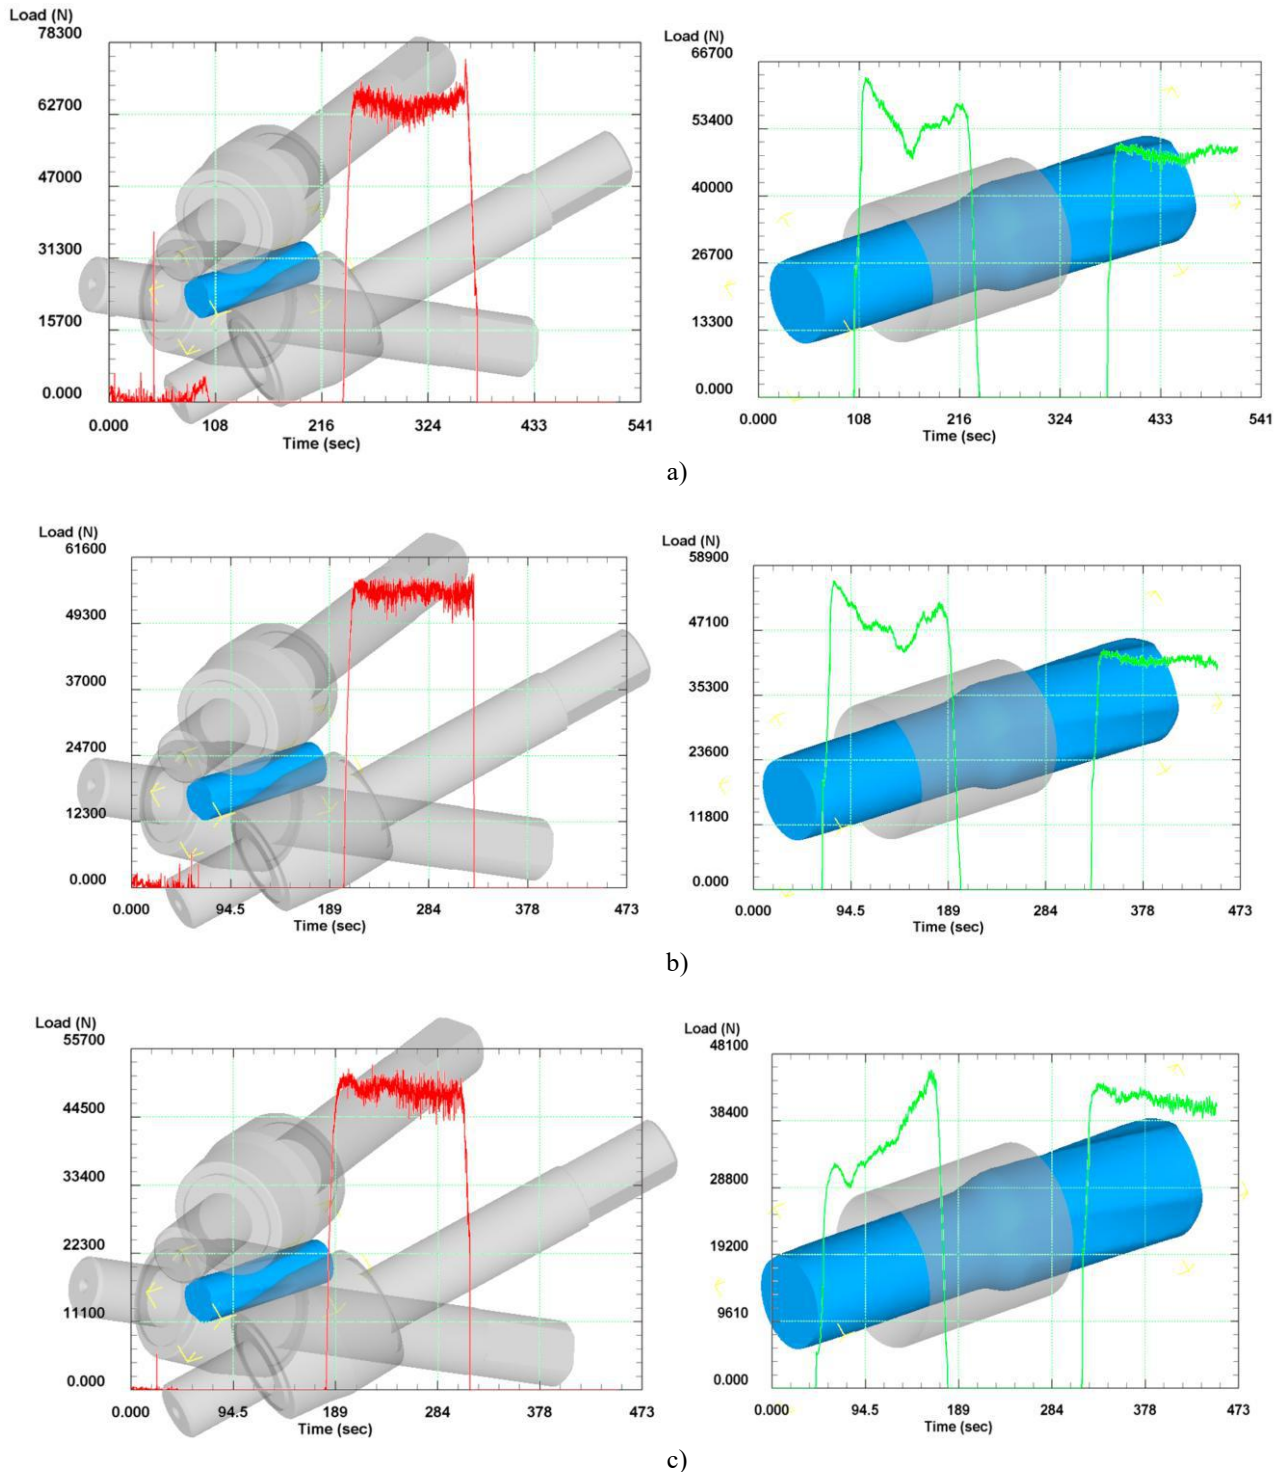 Load (N)
78300
62700
47000
31300
15700
0.000
0.000 108 216 324 433 541
Time (sec)
Load (N)
66700
53400
40000
26700
13300
0.000
0.000 108 216 324 433 541
Time (sec)
a)
Load (N)
61600
49300
37000
24700
12300
0.000
0.000 94.5 189 284 378 473
Time (sec)
Load (N)
58900
47100
35300
23600
11800
0.000
0.000 94.5 189 284 378 473
Time (sec)
b)
Load (N)
55700
44500
33400
22300
11100
0.000
0.000 94.5 189 284 378 473
Time (sec)
Load (N)
48100
38400
28800
19200
9610
0.000
0.000 94.5 189 284 378 473
Time (sec)
c)